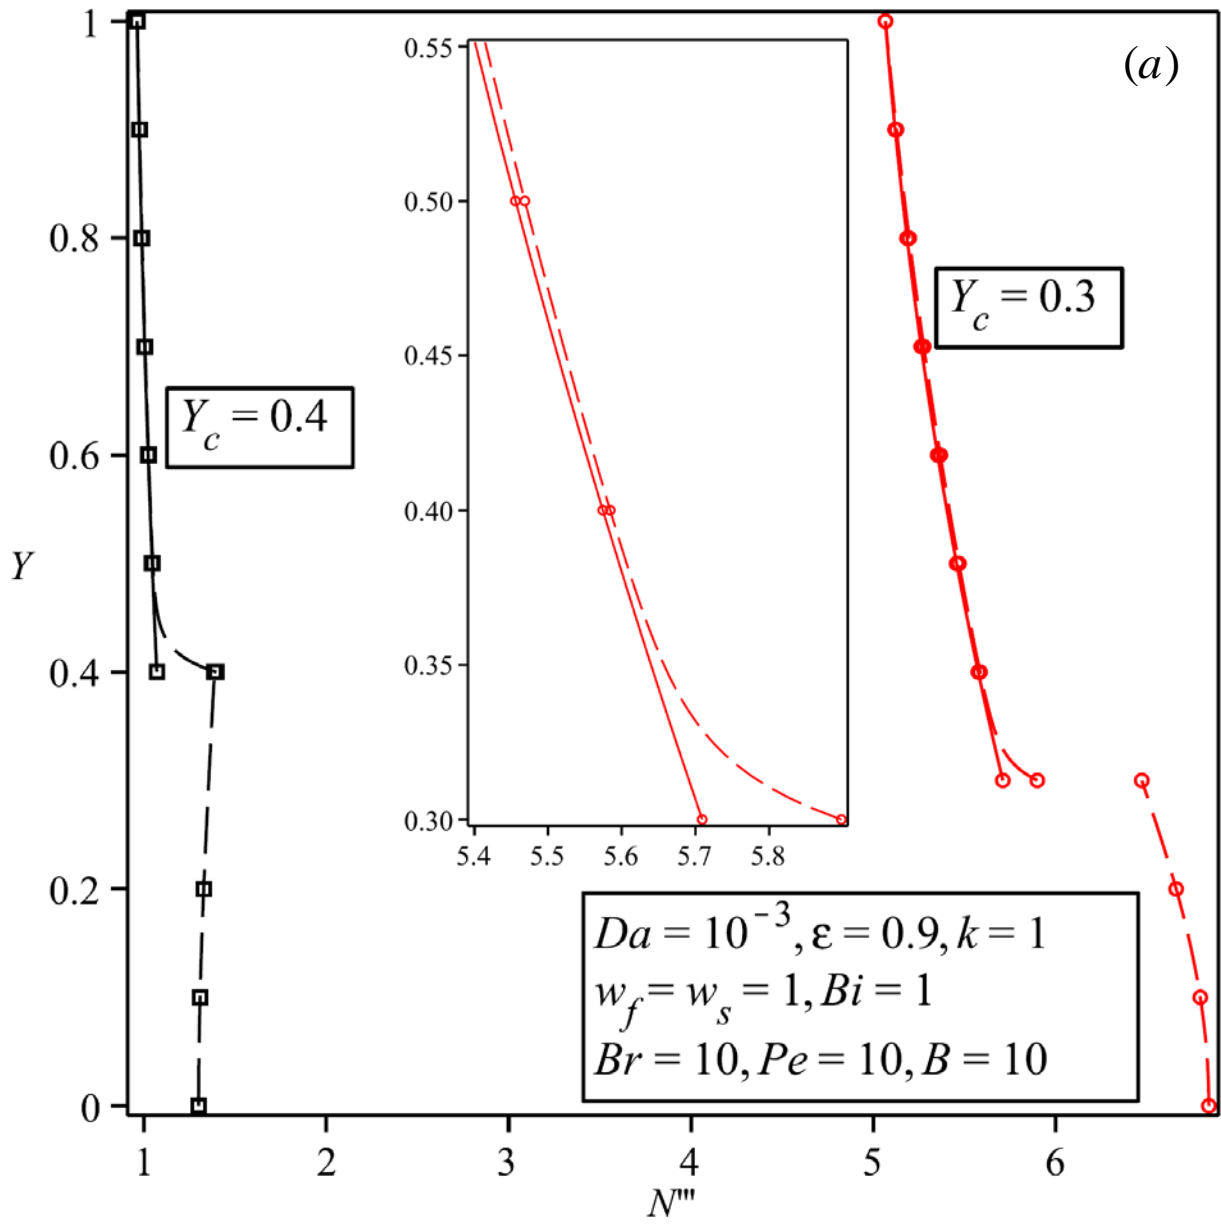 (a)
1
0.8
0.6
0.4
0.2
0
Y
0.55
0.50
0.45
0.40
0.35
0.30
5.4 5.5 5.6 5.7 5.8
Y_c = 0.4
Y_c = 0.3
Da = 10^{-3}, ε = 0.9, k = 1
w_f = w_s = 1, Bi = 1
Br = 10, Pe = 10, B = 10
1 2 3 4 5 6
N'''